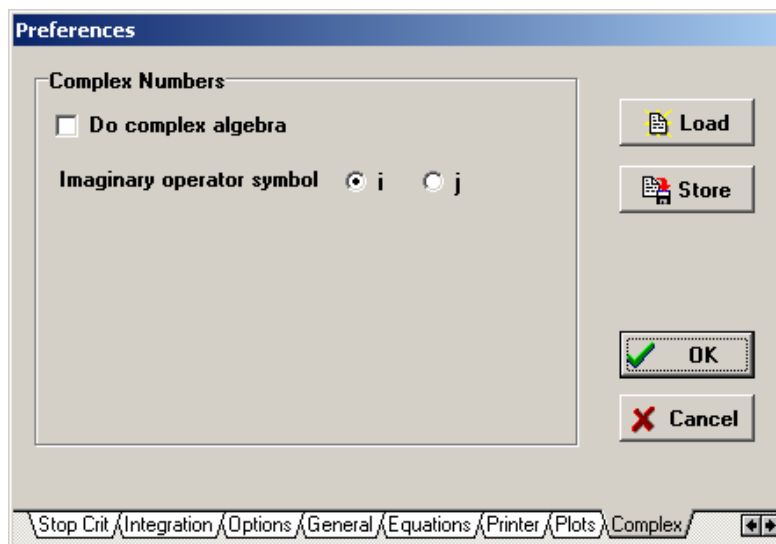 Preferences
Complex Numbers
Do complex algebra
Imaginary operator symbol i j
Load
Store
OK
Cancel
Stop Crit Integration Options General Equations Printer Plots Complex